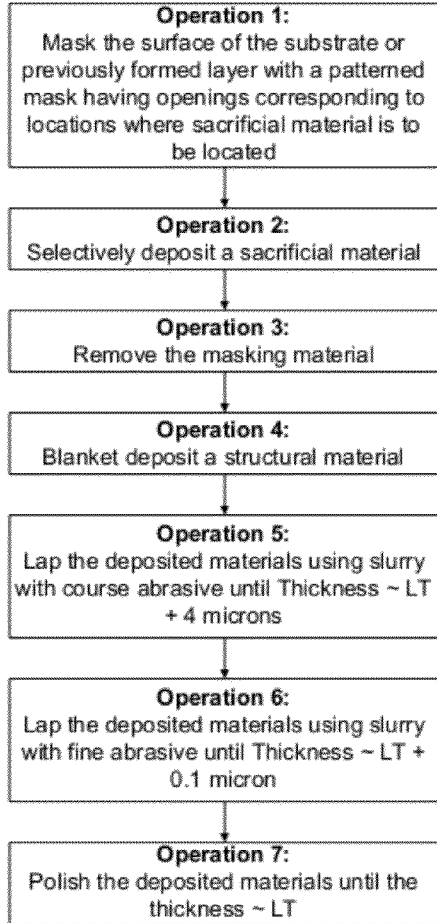 Operation 1:
Mask the surface of the substrate or
previously formed layer with a patterned
mask having openings corresponding to
locations where sacrificial material is to
be located
Operation 2:
Selectively deposit a sacrificial material
Operation 3:
Remove the masking material
Operation 4:
Blanket deposit a structural material
Operation 5:
Lap the deposited materials using slurry
with course abrasive until Thickness ~ LT
+ 4 microns
Operation 6:
Lap the deposited materials using slurry
with fine abrasive until Thickness ~ LT +
0.1 micron
Operation 7:
Polish the deposited materials until the
thickness ~ LT